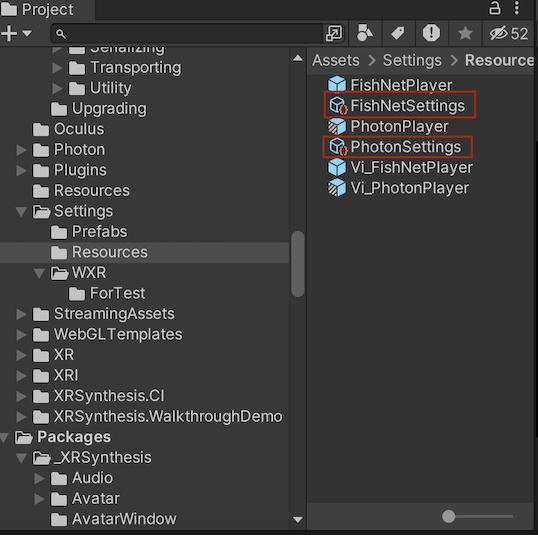 Project
52
Serializing
Transporting
Utility
Upgrading
Oculus
Photon
Plugins
Resources
Settings
Prefabs
Resources
WXR
ForTest
StreamingAssets
WebGLTemplates
XR
XRI
XRSynthesis.CI
XRSynthesis.WalkthroughDemo
Packages
_XRSynthesis
Audio
Avatar
AvatarWindow
Assets > Settings > Resource
FishNetPlayer
FishNetSettings
PhotonPlayer
PhotonSettings
Vi_FishNetPlayer
Vi_PhotonPlayer